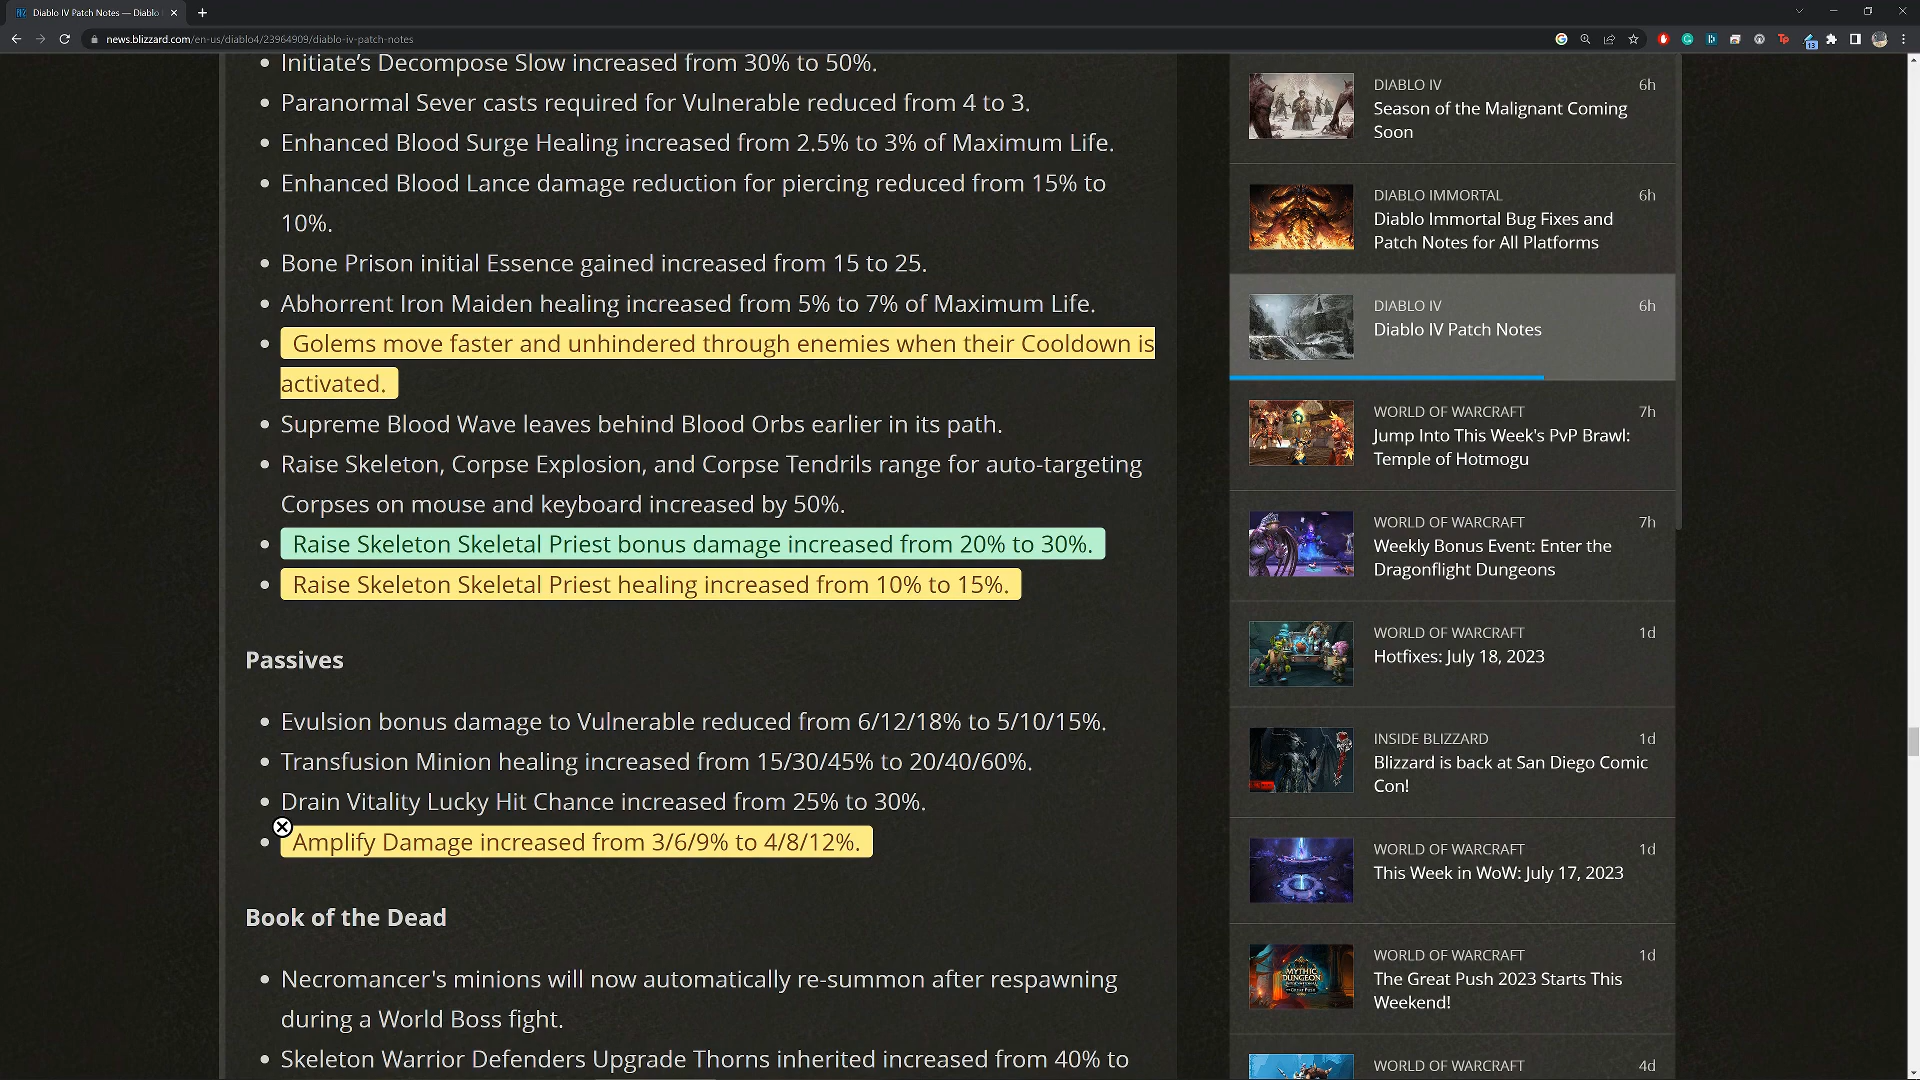 Diablo IV Patch Notes — Diablo
news.blizzard.com/en-us/diablo4/23964909/diablo-iv-patch-notes
13
Initiate’s Decompose Slow increased from 30% to 50%.
Paranormal Sever casts required for Vulnerable reduced from 4 to 3.
Enhanced Blood Surge Healing increased from 2.5% to 3% of Maximum Life.
Enhanced Blood Lance damage reduction for piercing reduced from 15% to
10%.
Bone Prison initial Essence gained increased from 15 to 25.
Abhorrent Iron Maiden healing increased from 5% to 7% of Maximum Life.
Golems move faster and unhindered through enemies when their Cooldown is
activated.
Supreme Blood Wave leaves behind Blood Orbs earlier in its path.
Raise Skeleton, Corpse Explosion, and Corpse Tendrils range for auto-targeting
Corpses on mouse and keyboard increased by 50%.
Raise Skeleton Skeletal Priest bonus damage increased from 20% to 30%.
Raise Skeleton Skeletal Priest healing increased from 10% to 15%.
Passives
Evulsion bonus damage to Vulnerable reduced from 6/12/18% to 5/10/15%.
Transfusion Minion healing increased from 15/30/45% to 20/40/60%.
Drain Vitality Lucky Hit Chance increased from 25% to 30%.
Amplify Damage increased from 3/6/9% to 4/8/12%.
Book of the Dead
Necromancer's minions will now automatically re-summon after respawning
during a World Boss fight.
Skeleton Warrior Defenders Upgrade Thorns inherited increased from 40% to
DIABLO IV 6h
Season of the Malignant Coming
Soon
DIABLO IMMORTAL 6h
Diablo Immortal Bug Fixes and
Patch Notes for All Platforms
DIABLO IV 6h
Diablo IV Patch Notes
WORLD OF WARCRAFT 7h
Jump Into This Week's PvP Brawl:
Temple of Hotmogu
WORLD OF WARCRAFT 7h
Weekly Bonus Event: Enter the
Dragonflight Dungeons
WORLD OF WARCRAFT 1d
Hotfixes: July 18, 2023
INSIDE BLIZZARD 1d
Blizzard is back at San Diego Comic
Con!
WORLD OF WARCRAFT 1d
This Week in WoW: July 17, 2023
MYTHIC
DUNGEON
WORLD OF WARCRAFT 1d
The Great Push 2023 Starts This
Weekend!
WORLD OF WARCRAFT 4d